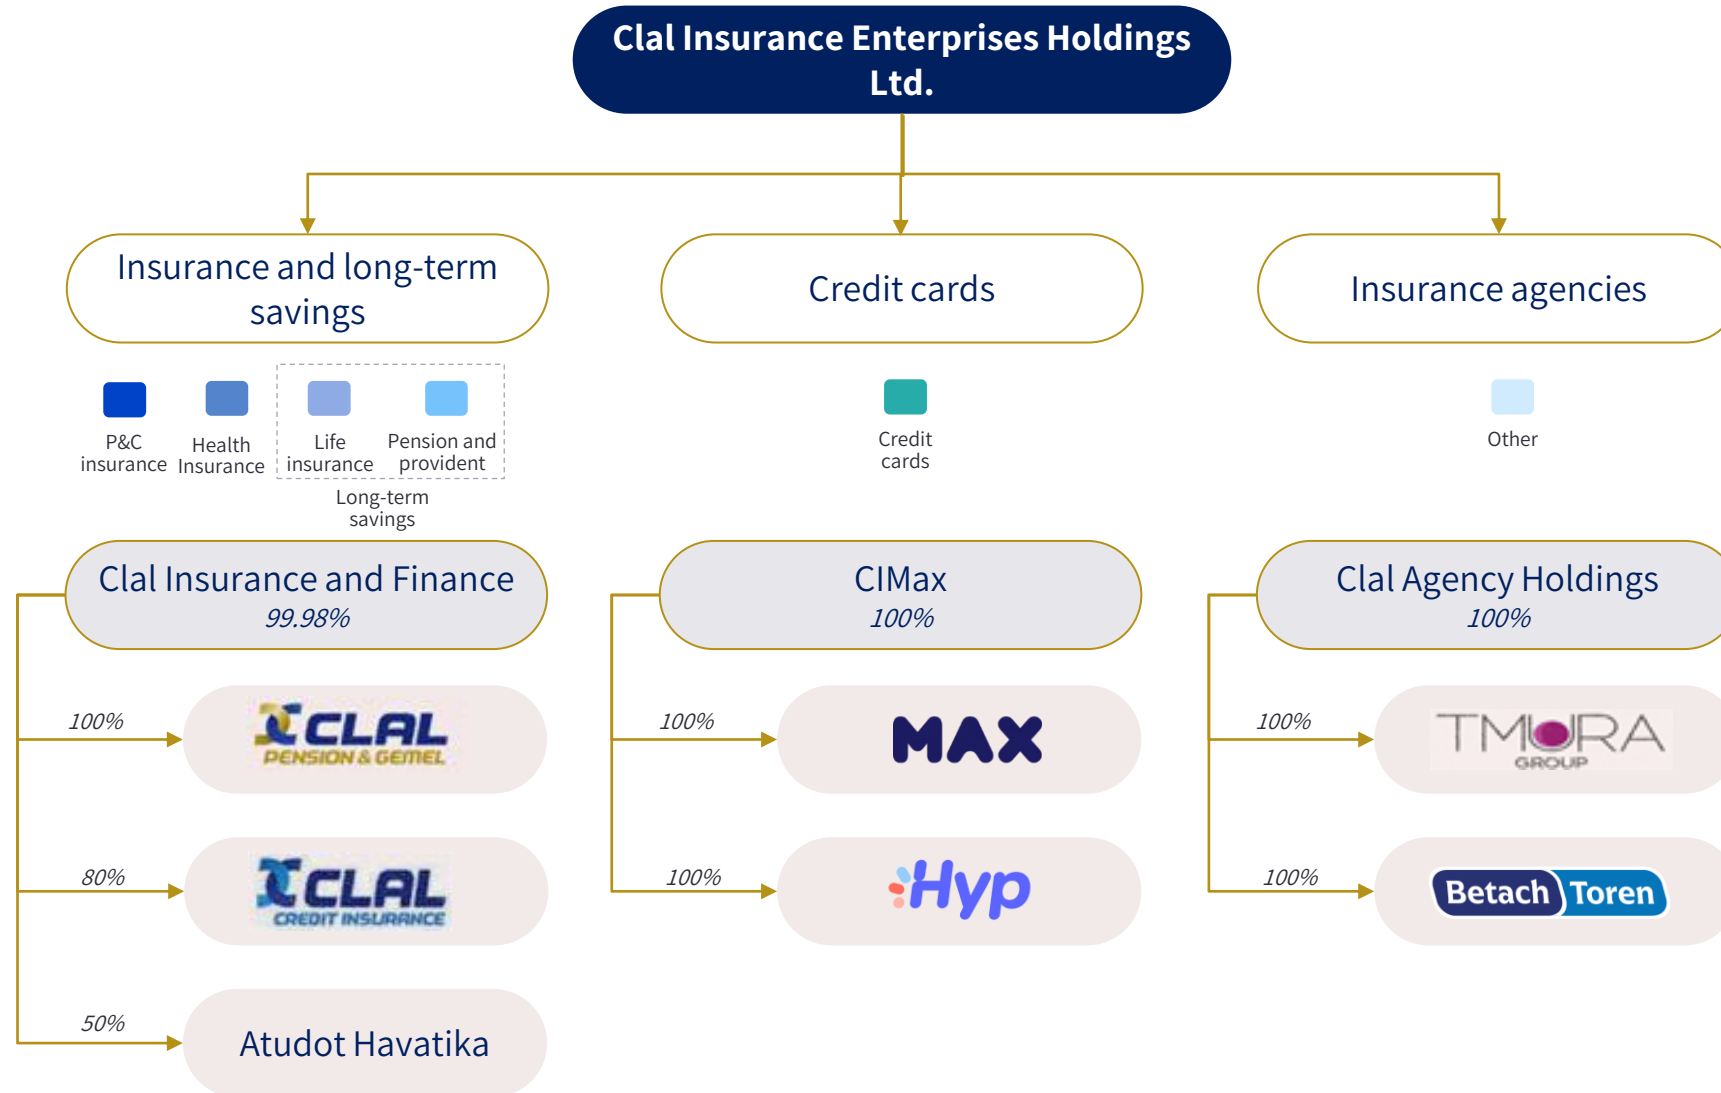 Clal Insurance Enterprises Holdings
Ltd.
Insurance and long-term
savings
Credit cards
Insurance agencies
P&C
insurance
Health
Insurance
Life
insurance
Pension and
provident
Long-term
savings
Credit
cards
Other
Clal Insurance and Finance
99.98%
CIMax
100%
Clal Agency Holdings
100%
100%
CLAL
PENSION & GEMEL
100%
MAX
100%
TMURA
GROUP
80%
CLAL
CREDIT INSURANCE
100%
Hyp
100%
Betach Toren
50%
Atudot Havatika